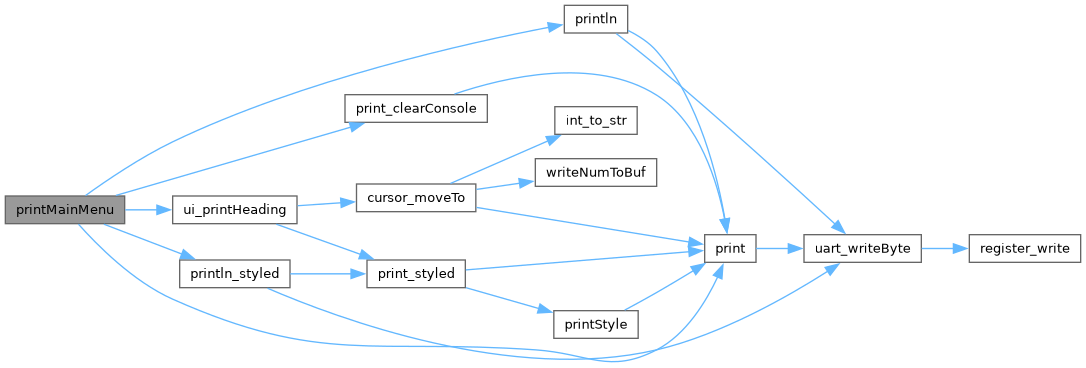 printMainMenu
println
print_clearConsole
int_to_str
writeNumToBuf
cursor_moveTo
ui_printHeading
println_styled
print_styled
printStyle
print
uart_writeByte
register_write